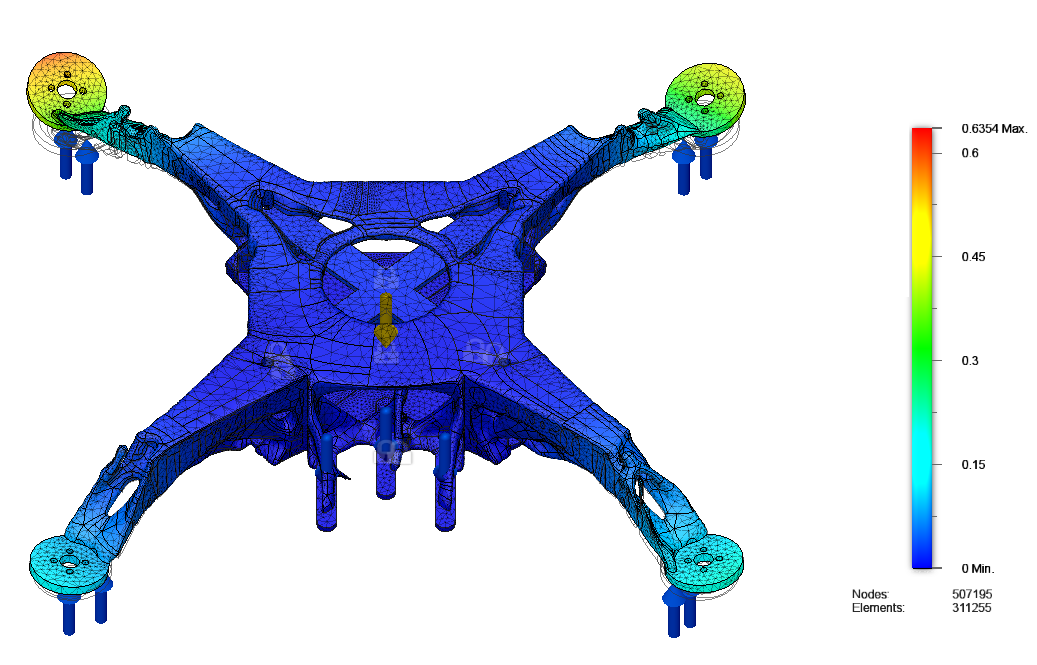 0.6354 Max.
0.6
0.45
0.3
0.15
0 Min.
Nodes: 507195
Elements: 311255